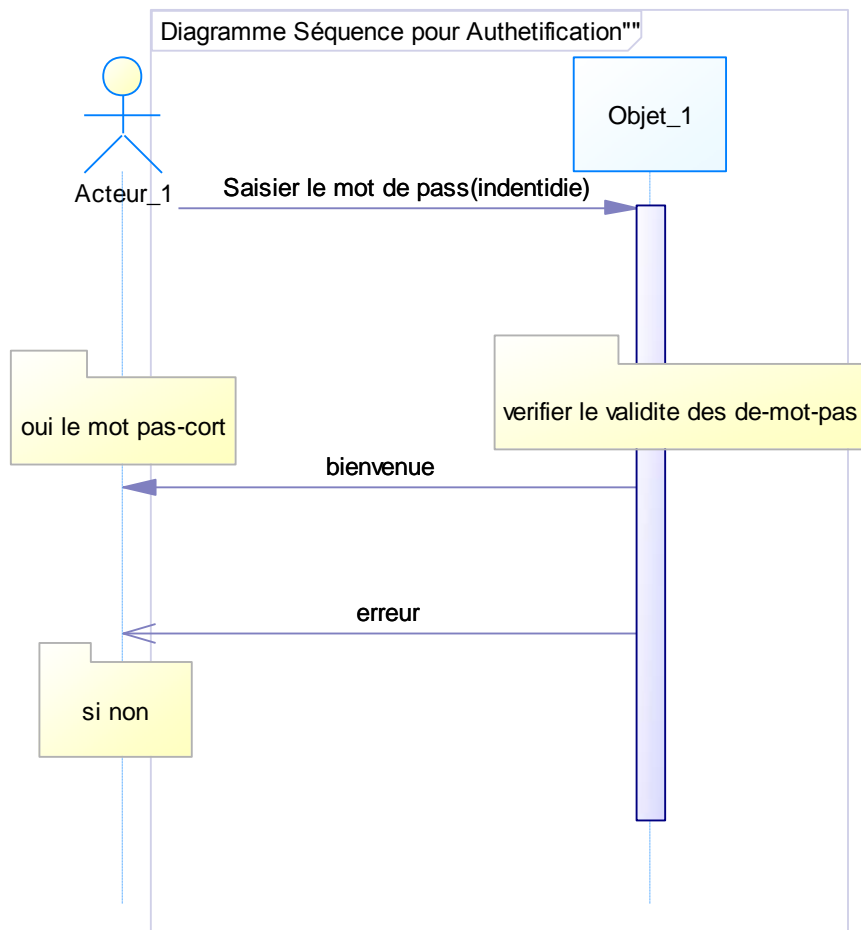 Diagramme Séquence pour Authetification""
Objet_1
Acteur_1
Saisier le mot de pass(indentidie)
verifier le validite des de-mot-pas
oui le mot pas-cort
bienvenue
erreur
si non